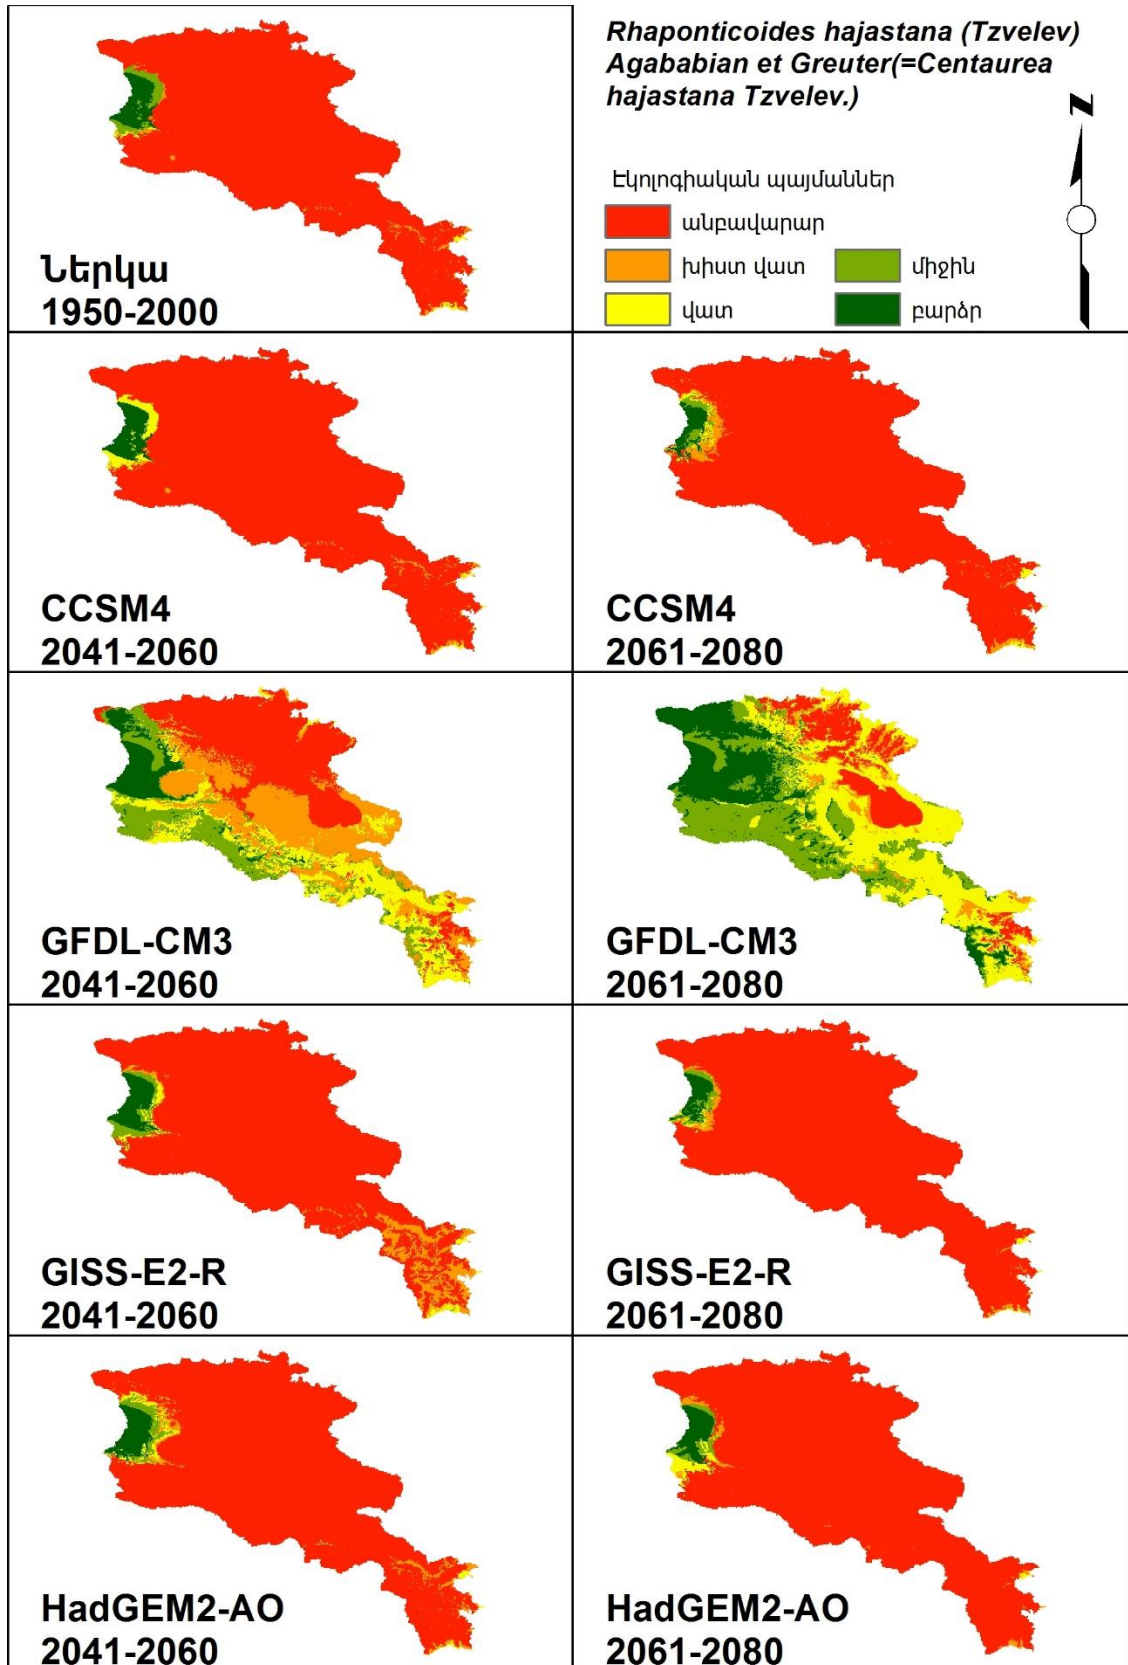 Rhaponticoides hajastana (Tzvelev)
Agababian et Greuter(=Centaurea
hajastana Tzvelev.)
N
Էկոլոգիական պայմաններ
անբավարար
խիստ վատ
միջին
վատ
բարձր
Ներկա
1950-2000
CCSM4
2041-2060
CCSM4
2061-2080
GFDL-CM3
2041-2060
GFDL-CM3
2061-2080
GISS-E2-R
2041-2060
GISS-E2-R
2061-2080
HadGEM2-AO
2041-2060
HadGEM2-AO
2061-2080